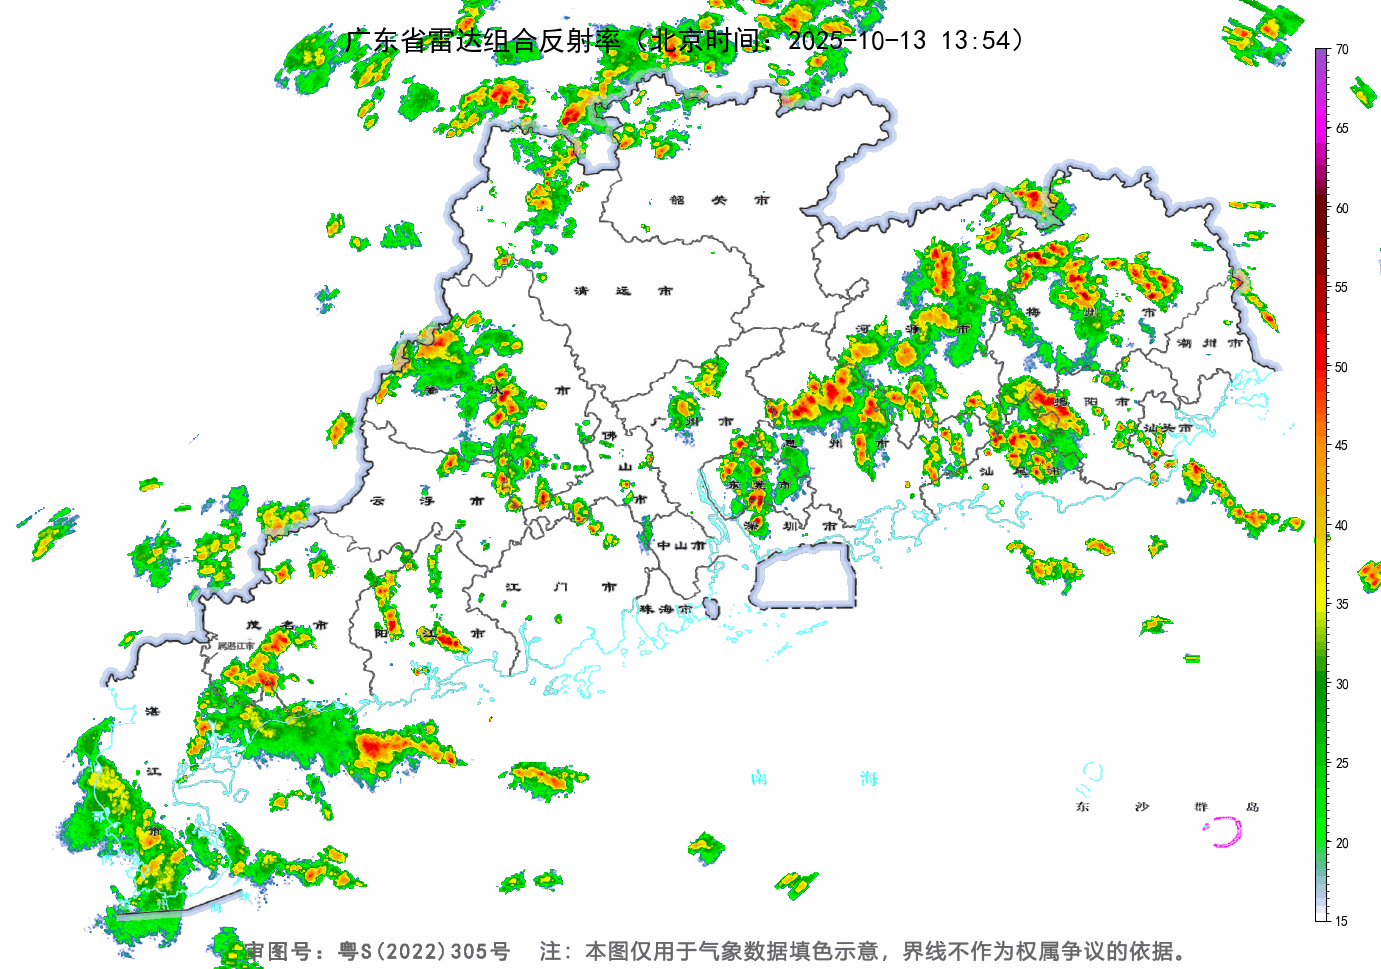 广东省雷达组合反射率（北京时间：2025-10-13 13:54）
70
65
60
55
50
45
40
35
30
25
20
15
韶关市
清远市
河源市
梅州市
潮州市
肇庆市
广州市
揭阳市
汕头市
佛山市
惠州市
东莞市
汕尾市
云浮市
深圳市
中山市
江门市
珠海市
茂名市
阳江市
属湛江市
湛江市
南海
东沙群岛
审图号：粤S(2022)305号 注：本图仅用于气象数据填色示意，界线不作为权属争议的依据。